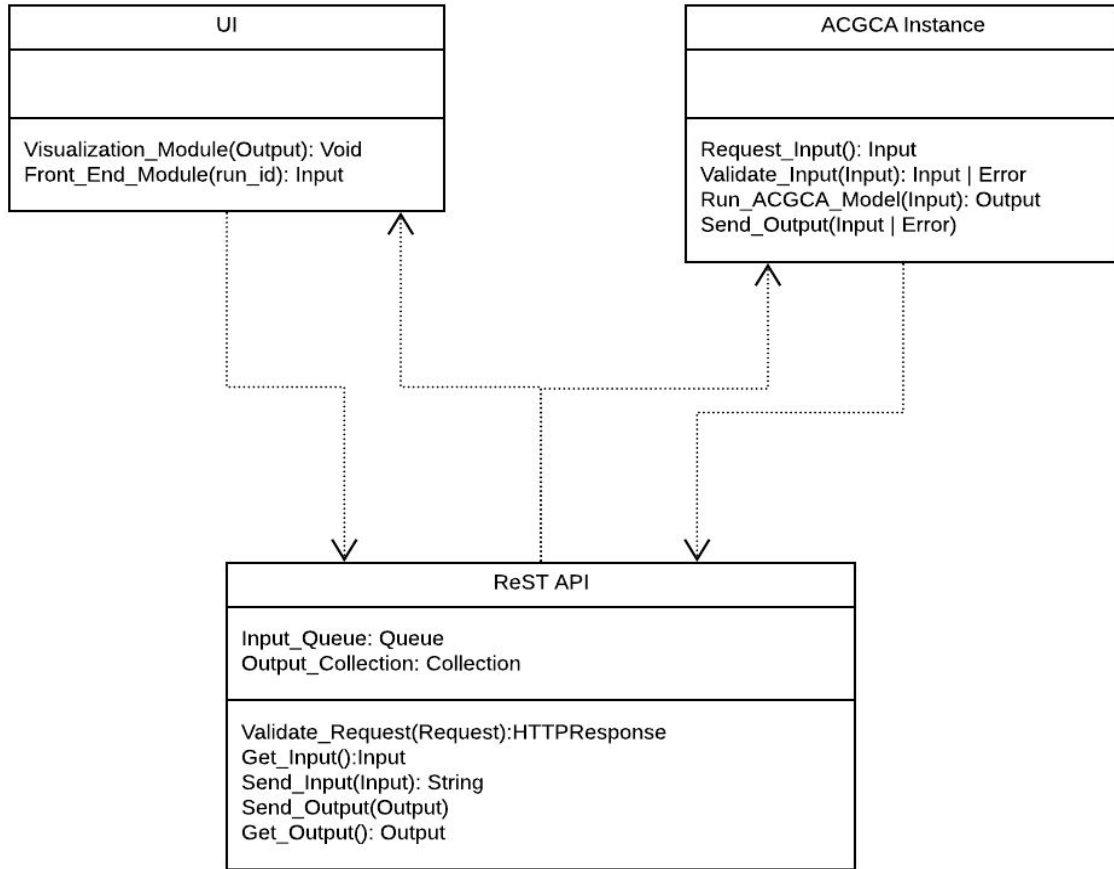 UI
Visualization_Module(Output): Void
Front_End_Module(run_id): Input
ACGCA Instance
Request_Input(): Input
Validate_Input(Input): Input | Error
Run_ACGCA_Model(Input): Output
Send_Output(Input | Error)
ReST API
Input_Queue: Queue
Output_Collection: Collection
Validate_Request(Request):HTTPResponse
Get_Input():Input
Send_Input(Input): String
Send_Output(Output)
Get_Output(): Output